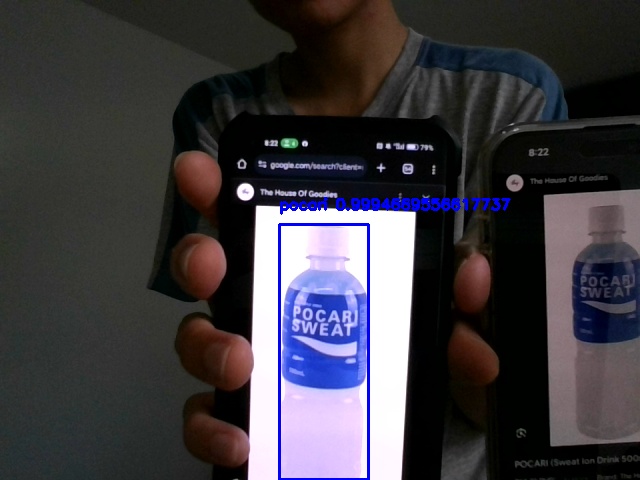 8:22
79%
google.com/search?client=
The House Of Goodies
pocari 0.9994669556617737
POCARI
SWEAT
8:22
The House Of Goodies
POCARI
SWEAT
POCARI (Sweat Ion Drink 500